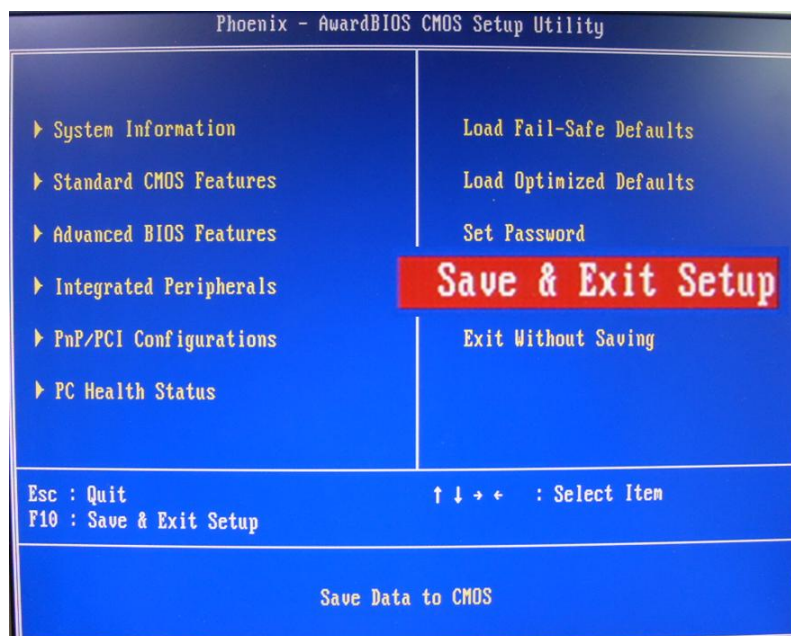 Phoenix - AwardBIOS CMOS Setup Utility
System Information
Standard CMOS Features
Advanced BIOS Features
Integrated Peripherals
PnP/PCI Configurations
PC Health Status
Load Fail-Safe Defaults
Load Optimized Defaults
Set Password
Save & Exit Setup
Exit Without Saving
Esc : Quit
F10 : Save & Exit Setup
↑ ↓ → ← : Select Item
Save Data to CMOS